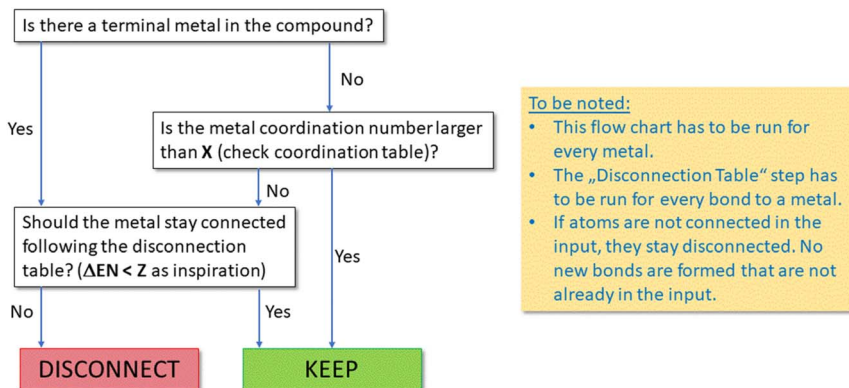 Is there a terminal metal in the compound?
No
Yes
Is the metal coordination number larger
than X (check coordination table)?
No
Should the metal stay connected
following the disconnection
table? (ΔEN < Z as inspiration)
Yes
No
Yes
DISCONNECT
KEEP
To be noted:
• This flow chart has to be run for
every metal.
• The „Disconnection Table“ step has
to be run for every bond to a metal.
• If atoms are not connected in the
input, they stay disconnected. No
new bonds are formed that are not
already in the input.